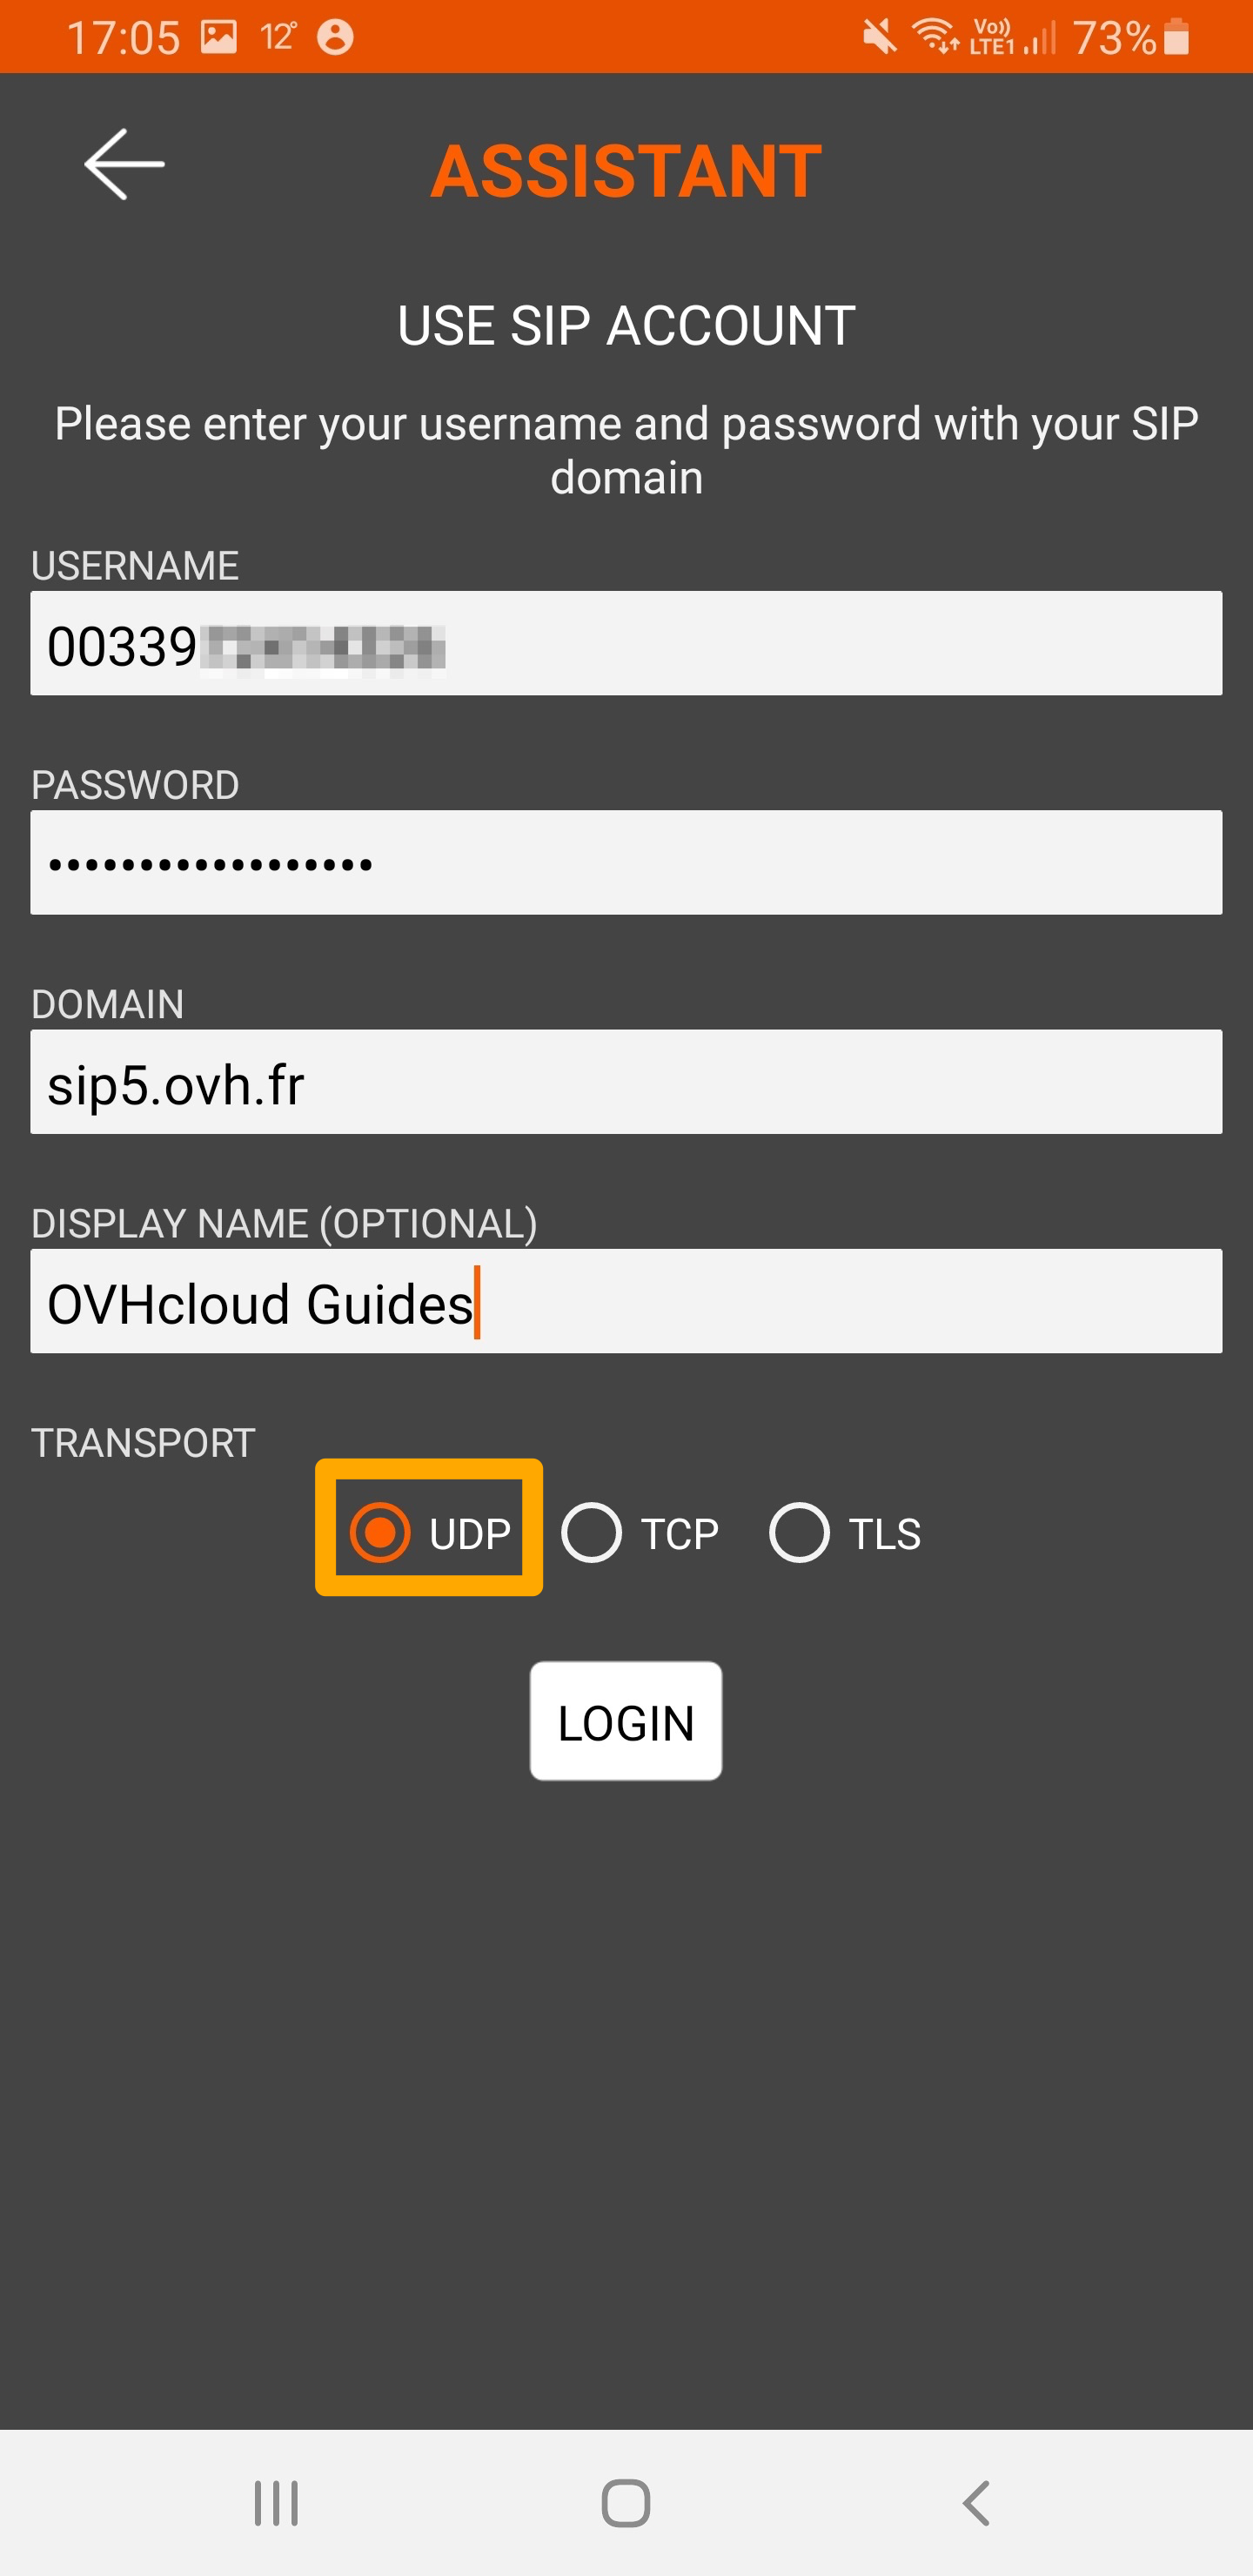 17:05 12° Vo)) LTE1 73%
ASSISTANT
USE SIP ACCOUNT
Please enter your username and password with your SIP
domain
USERNAME
00339
PASSWORD
••••••••••••••••••
DOMAIN
sip5.ovh.fr
DISPLAY NAME (OPTIONAL)
OVHcloud Guides
TRANSPORT
UDP TCP TLS
LOGIN